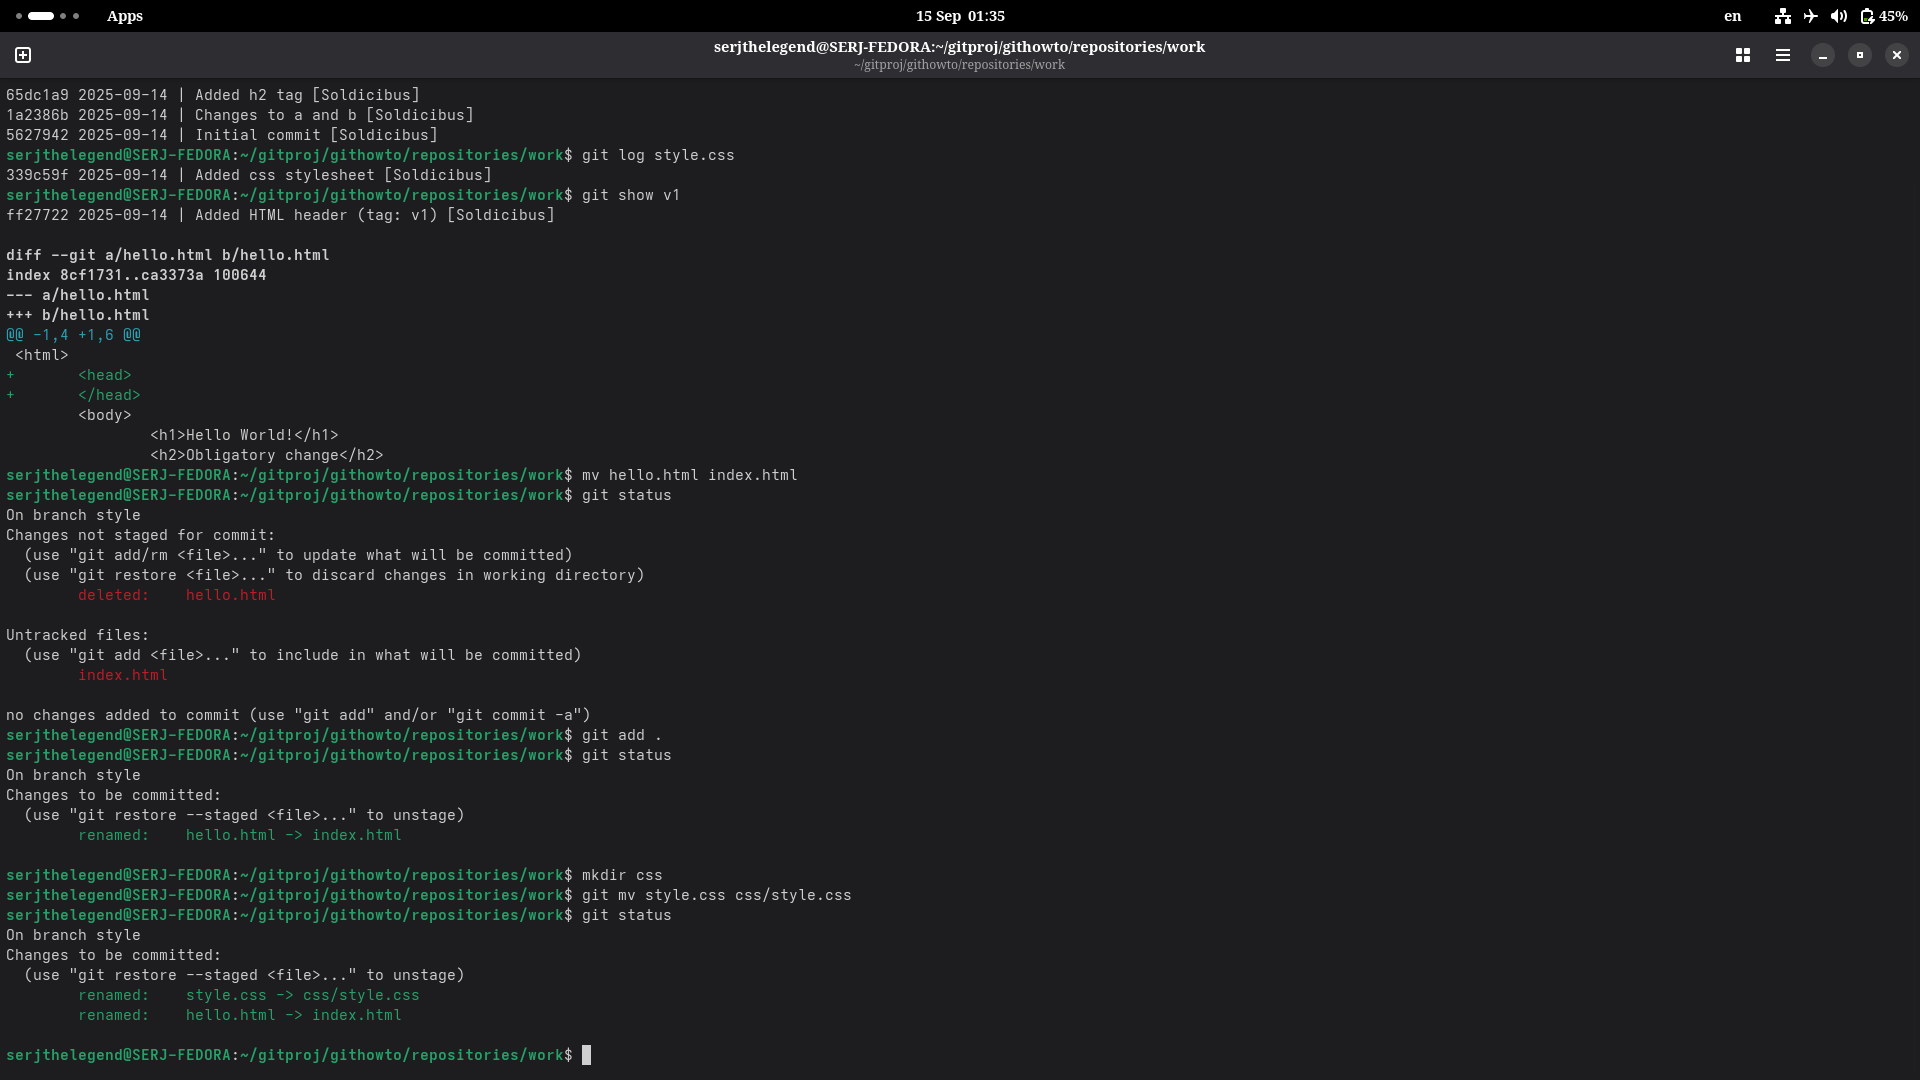 Apps
15 Sep 01:35
en
45%
serjthelegend@SERJ-FEDORA:~/gitproj/githowto/repositories/work
~/gitproj/githowto/repositories/work
65dc1a9 2025-09-14 | Added h2 tag [Soldicibus]
1a2386b 2025-09-14 | Changes to a and b [Soldicibus]
5627942 2025-09-14 | Initial commit [Soldicibus]
serjthelegend@SERJ-FEDORA:~/gitproj/githowto/repositories/work$ git log style.css
339c59f 2025-09-14 | Added css stylesheet [Soldicibus]
serjthelegend@SERJ-FEDORA:~/gitproj/githowto/repositories/work$ git show v1
ff27722 2025-09-14 | Added HTML header (tag: v1) [Soldicibus]

diff --git a/hello.html b/hello.html
index 8cf1731..ca3373a 100644
--- a/hello.html
+++ b/hello.html
@@ -1,4 +1,6 @@
 <html>
+       <head>
+       </head>
        <body>
                <h1>Hello World!</h1>
                <h2>Obligatory change</h2>
serjthelegend@SERJ-FEDORA:~/gitproj/githowto/repositories/work$ mv hello.html index.html
serjthelegend@SERJ-FEDORA:~/gitproj/githowto/repositories/work$ git status
On branch style
Changes not staged for commit:
  (use "git add/rm <file>..." to update what will be committed)
  (use "git restore <file>..." to discard changes in working directory)
        deleted:    hello.html

Untracked files:
  (use "git add <file>..." to include in what will be committed)
        index.html

no changes added to commit (use "git add" and/or "git commit -a")
serjthelegend@SERJ-FEDORA:~/gitproj/githowto/repositories/work$ git add .
serjthelegend@SERJ-FEDORA:~/gitproj/githowto/repositories/work$ git status
On branch style
Changes to be committed:
  (use "git restore --staged <file>..." to unstage)
        renamed:    hello.html -> index.html

serjthelegend@SERJ-FEDORA:~/gitproj/githowto/repositories/work$ mkdir css
serjthelegend@SERJ-FEDORA:~/gitproj/githowto/repositories/work$ git mv style.css css/style.css
serjthelegend@SERJ-FEDORA:~/gitproj/githowto/repositories/work$ git status
On branch style
Changes to be committed:
  (use "git restore --staged <file>..." to unstage)
        renamed:    style.css -> css/style.css
        renamed:    hello.html -> index.html

serjthelegend@SERJ-FEDORA:~/gitproj/githowto/repositories/work$